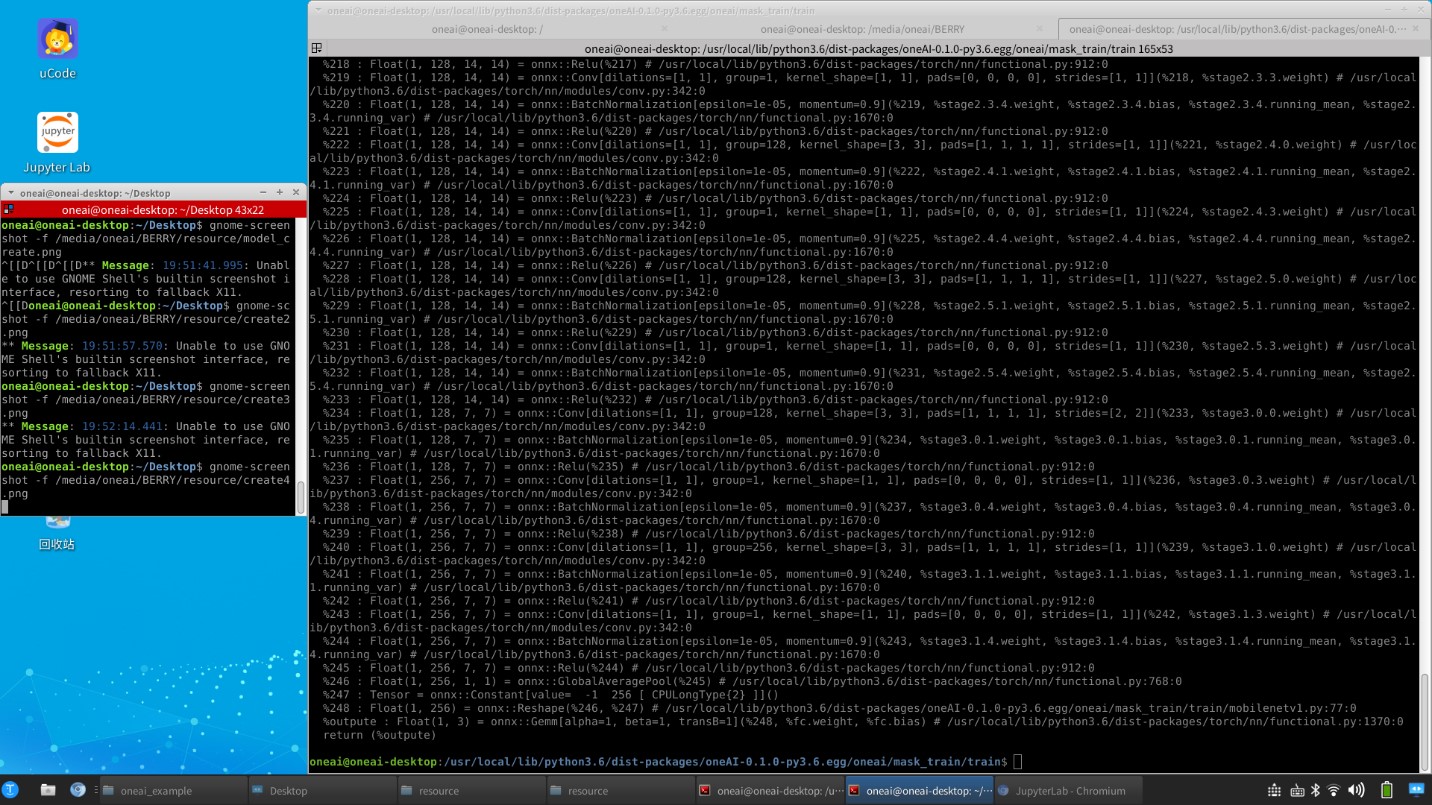 uCode
Jupyter Lab
回收站
oneai@oneai-desktop: ~/Desktop
oneai@oneai-desktop: ~/Desktop 43x22
oneai@oneai-desktop:~/Desktop$ gnome-screen
shot -f /media/oneai/BERRY/resource/model_c
reate.png
^[[D^[[D^[[D** Message: 19:51:41.995: Unabl
e to use GNOME Shell's builtin screenshot i
nterface, resorting to fallback X11.
^[[Doneai@oneai-desktop:~/Desktop$ gnome-sc
shot -f /media/oneai/BERRY/resource/create2
.png
** Message: 19:51:57.570: Unable to use GNO
ME Shell's builtin screenshot interface, re
sorting to fallback X11.
oneai@oneai-desktop:~/Desktop$ gnome-screen
shot -f /media/oneai/BERRY/resource/create3
.png
** Message: 19:52:14.441: Unable to use GNO
ME Shell's builtin screenshot interface, re
sorting to fallback X11.
oneai@oneai-desktop:~/Desktop$ gnome-screen
shot -f /media/oneai/BERRY/resource/create4
.png
oneai@oneai-desktop: /usr/local/lib/python3.6/dist-packages/oneAI-0.1.0-py3.6.egg/oneai/mask_train/train
oneai@oneai-desktop: /
oneai@oneai-desktop: /media/oneai/BERRY
oneai@oneai-desktop: /usr/local/lib/python3.6/dist-packages/oneAI-0.···
oneai@oneai-desktop: /usr/local/lib/python3.6/dist-packages/oneAI-0.1.0-py3.6.egg/oneai/mask_train/train 165x53
%218 : Float(1, 128, 14, 14) = onnx::Relu(%217) # /usr/local/lib/python3.6/dist-packages/torch/nn/functional.py:912:0
%219 : Float(1, 128, 14, 14) = onnx::Conv[dilations=[1, 1], group=1, kernel_shape=[1, 1], pads=[0, 0, 0, 0], strides=[1, 1]](%218, %stage2.3.3.weight) # /usr/local
/lib/python3.6/dist-packages/torch/nn/modules/conv.py:342:0
%220 : Float(1, 128, 14, 14) = onnx::BatchNormalization[epsilon=1e-05, momentum=0.9](%219, %stage2.3.4.weight, %stage2.3.4.bias, %stage2.3.4.running_mean, %stage2.
3.4.running_var) # /usr/local/lib/python3.6/dist-packages/torch/nn/functional.py:1670:0
%221 : Float(1, 128, 14, 14) = onnx::Relu(%220) # /usr/local/lib/python3.6/dist-packages/torch/nn/functional.py:912:0
%222 : Float(1, 128, 14, 14) = onnx::Conv[dilations=[1, 1], group=128, kernel_shape=[3, 3], pads=[1, 1, 1, 1], strides=[1, 1]](%221, %stage2.4.0.weight) # /usr/loc
al/lib/python3.6/dist-packages/torch/nn/modules/conv.py:342:0
%223 : Float(1, 128, 14, 14) = onnx::BatchNormalization[epsilon=1e-05, momentum=0.9](%222, %stage2.4.1.weight, %stage2.4.1.bias, %stage2.4.1.running_mean, %stage2.
4.1.running_var) # /usr/local/lib/python3.6/dist-packages/torch/nn/functional.py:1670:0
%224 : Float(1, 128, 14, 14) = onnx::Relu(%223) # /usr/local/lib/python3.6/dist-packages/torch/nn/functional.py:912:0
%225 : Float(1, 128, 14, 14) = onnx::Conv[dilations=[1, 1], group=1, kernel_shape=[1, 1], pads=[0, 0, 0, 0], strides=[1, 1]](%224, %stage2.4.3.weight) # /usr/local
/lib/python3.6/dist-packages/torch/nn/modules/conv.py:342:0
%226 : Float(1, 128, 14, 14) = onnx::BatchNormalization[epsilon=1e-05, momentum=0.9](%225, %stage2.4.4.weight, %stage2.4.4.bias, %stage2.4.4.running_mean, %stage2.
4.4.running_var) # /usr/local/lib/python3.6/dist-packages/torch/nn/functional.py:1670:0
%227 : Float(1, 128, 14, 14) = onnx::Relu(%226) # /usr/local/lib/python3.6/dist-packages/torch/nn/functional.py:912:0
%228 : Float(1, 128, 14, 14) = onnx::Conv[dilations=[1, 1], group=128, kernel_shape=[3, 3], pads=[1, 1, 1, 1], strides=[1, 1]](%227, %stage2.5.0.weight) # /usr/loc
al/lib/python3.6/dist-packages/torch/nn/modules/conv.py:342:0
%229 : Float(1, 128, 14, 14) = onnx::BatchNormalization[epsilon=1e-05, momentum=0.9](%228, %stage2.5.1.weight, %stage2.5.1.bias, %stage2.5.1.running_mean, %stage2.
5.1.running_var) # /usr/local/lib/python3.6/dist-packages/torch/nn/functional.py:1670:0
%230 : Float(1, 128, 14, 14) = onnx::Relu(%229) # /usr/local/lib/python3.6/dist-packages/torch/nn/functional.py:912:0
%231 : Float(1, 128, 14, 14) = onnx::Conv[dilations=[1, 1], group=1, kernel_shape=[1, 1], pads=[0, 0, 0, 0], strides=[1, 1]](%230, %stage2.5.3.weight) # /usr/local
/lib/python3.6/dist-packages/torch/nn/modules/conv.py:342:0
%232 : Float(1, 128, 14, 14) = onnx::BatchNormalization[epsilon=1e-05, momentum=0.9](%231, %stage2.5.4.weight, %stage2.5.4.bias, %stage2.5.4.running_mean, %stage2.
5.4.running_var) # /usr/local/lib/python3.6/dist-packages/torch/nn/functional.py:1670:0
%233 : Float(1, 128, 14, 14) = onnx::Relu(%232) # /usr/local/lib/python3.6/dist-packages/torch/nn/functional.py:912:0
%234 : Float(1, 128, 7, 7) = onnx::Conv[dilations=[1, 1], group=128, kernel_shape=[3, 3], pads=[1, 1, 1, 1], strides=[2, 2]](%233, %stage3.0.0.weight) # /usr/local
/lib/python3.6/dist-packages/torch/nn/modules/conv.py:342:0
%235 : Float(1, 128, 7, 7) = onnx::BatchNormalization[epsilon=1e-05, momentum=0.9](%234, %stage3.0.1.weight, %stage3.0.1.bias, %stage3.0.1.running_mean, %stage3.0.
1.running_var) # /usr/local/lib/python3.6/dist-packages/torch/nn/functional.py:1670:0
%236 : Float(1, 128, 7, 7) = onnx::Relu(%235) # /usr/local/lib/python3.6/dist-packages/torch/nn/functional.py:912:0
%237 : Float(1, 256, 7, 7) = onnx::Conv[dilations=[1, 1], group=1, kernel_shape=[1, 1], pads=[0, 0, 0, 0], strides=[1, 1]](%236, %stage3.0.3.weight) # /usr/local/l
ib/python3.6/dist-packages/torch/nn/modules/conv.py:342:0
%238 : Float(1, 256, 7, 7) = onnx::BatchNormalization[epsilon=1e-05, momentum=0.9](%237, %stage3.0.4.weight, %stage3.0.4.bias, %stage3.0.4.running_mean, %stage3.0.
4.running_var) # /usr/local/lib/python3.6/dist-packages/torch/nn/functional.py:1670:0
%239 : Float(1, 256, 7, 7) = onnx::Relu(%238) # /usr/local/lib/python3.6/dist-packages/torch/nn/functional.py:912:0
%240 : Float(1, 256, 7, 7) = onnx::Conv[dilations=[1, 1], group=256, kernel_shape=[3, 3], pads=[1, 1, 1, 1], strides=[1, 1]](%239, %stage3.1.0.weight) # /usr/local
/lib/python3.6/dist-packages/torch/nn/modules/conv.py:342:0
%241 : Float(1, 256, 7, 7) = onnx::BatchNormalization[epsilon=1e-05, momentum=0.9](%240, %stage3.1.1.weight, %stage3.1.1.bias, %stage3.1.1.running_mean, %stage3.1.
1.running_var) # /usr/local/lib/python3.6/dist-packages/torch/nn/functional.py:1670:0
%242 : Float(1, 256, 7, 7) = onnx::Relu(%241) # /usr/local/lib/python3.6/dist-packages/torch/nn/functional.py:912:0
%243 : Float(1, 256, 7, 7) = onnx::Conv[dilations=[1, 1], group=1, kernel_shape=[1, 1], pads=[0, 0, 0, 0], strides=[1, 1]](%242, %stage3.1.3.weight) # /usr/local/l
ib/python3.6/dist-packages/torch/nn/modules/conv.py:342:0
%244 : Float(1, 256, 7, 7) = onnx::BatchNormalization[epsilon=1e-05, momentum=0.9](%243, %stage3.1.4.weight, %stage3.1.4.bias, %stage3.1.4.running_mean, %stage3.1.
4.running_var) # /usr/local/lib/python3.6/dist-packages/torch/nn/functional.py:1670:0
%245 : Float(1, 256, 7, 7) = onnx::Relu(%244) # /usr/local/lib/python3.6/dist-packages/torch/nn/functional.py:912:0
%246 : Float(1, 256, 1, 1) = onnx::GlobalAveragePool(%245) # /usr/local/lib/python3.6/dist-packages/torch/nn/functional.py:768:0
%247 : Tensor = onnx::Constant[value=  -1  256 [ CPULongType{2} ]]()
%248 : Float(1, 256) = onnx::Reshape(%246, %247) # /usr/local/lib/python3.6/dist-packages/oneAI-0.1.0-py3.6.egg/oneai/mask_train/train/mobilenetv1.py:77:0
%outpute : Float(1, 3) = onnx::Gemm[alpha=1, beta=1, transB=1](%248, %fc.weight, %fc.bias) # /usr/local/lib/python3.6/dist-packages/torch/nn/functional.py:1370:0
return (%outpute)
oneai@oneai-desktop:/usr/local/lib/python3.6/dist-packages/oneAI-0.1.0-py3.6.egg/oneai/mask_train/train$
oneai_example
Desktop
resource
resource
oneai@oneai-desktop: /u···
oneai@oneai-desktop: ~/···
JupyterLab - Chromium